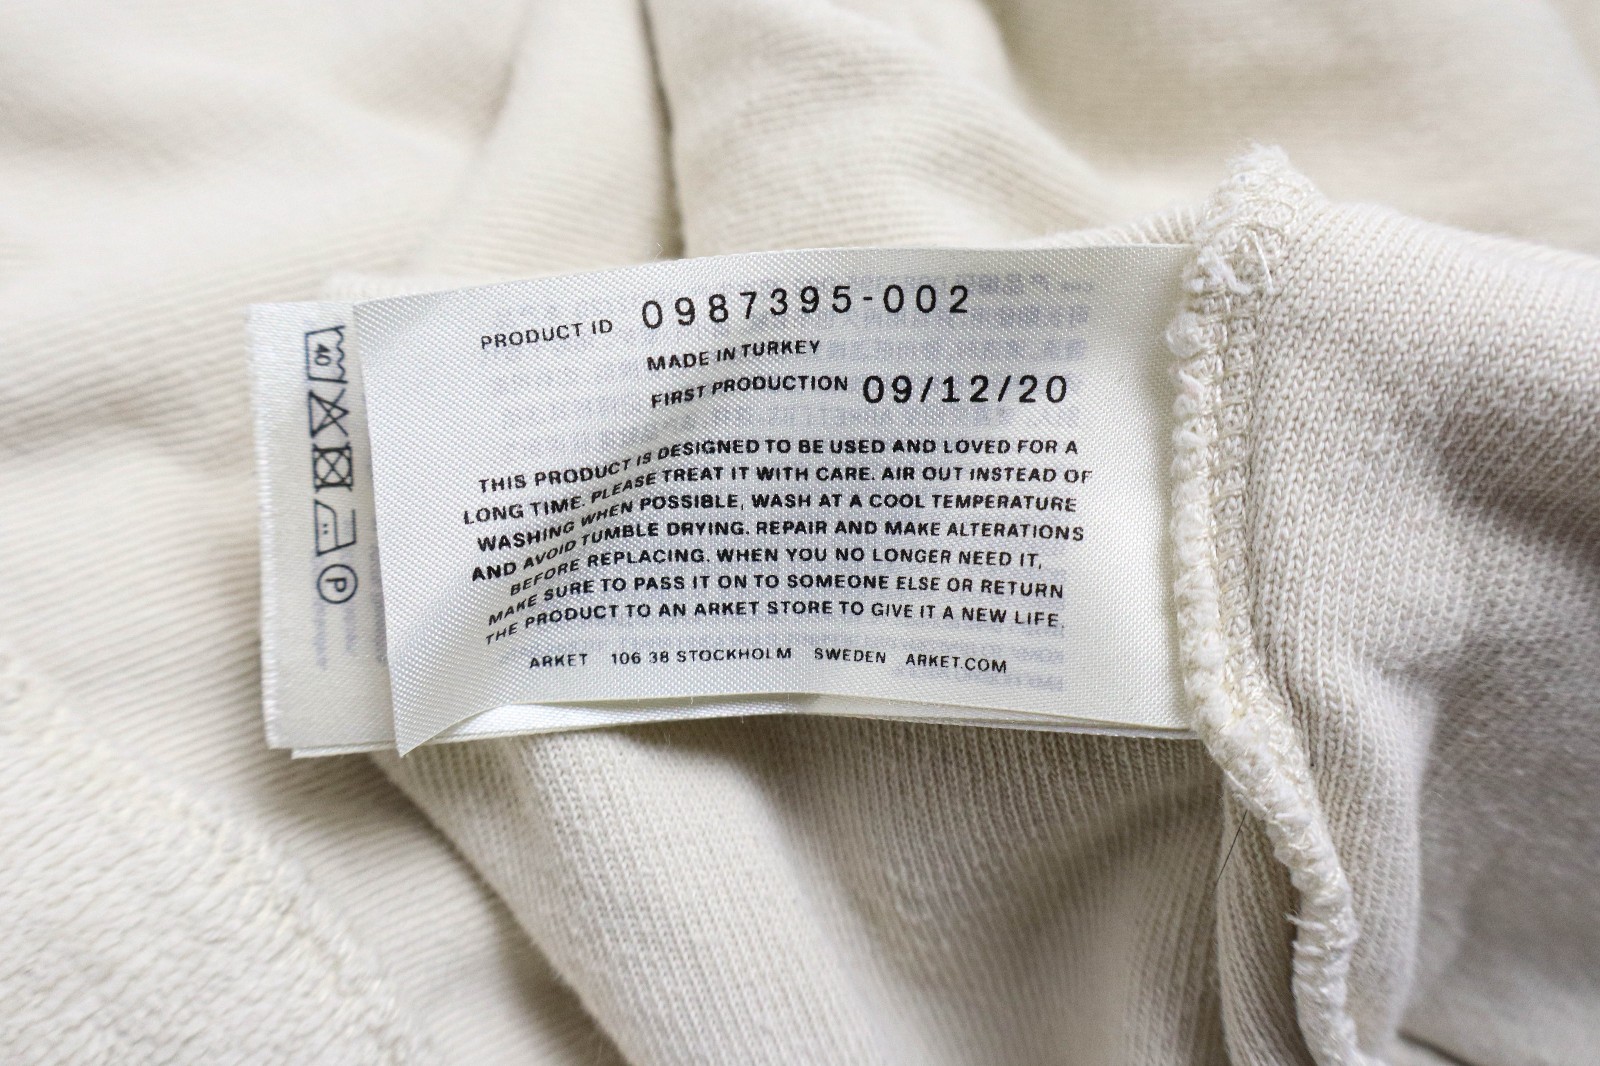 PRODUCT ID 0987395-002
MADE IN TURKEY
FIRST PRODUCTION 09/12/20
THIS PRODUCT IS DESIGNED TO BE USED AND LOVED FOR A
LONG TIME. PLEASE TREAT IT WITH CARE. AIR OUT INSTEAD OF
WASHING WHEN POSSIBLE, WASH AT A COOL TEMPERATURE
AND AVOID TUMBLE DRYING. REPAIR AND MAKE ALTERATIONS
BEFORE REPLACING. WHEN YOU NO LONGER NEED IT,
MAKE SURE TO PASS IT ON TO SOMEONE ELSE OR RETURN
THE PRODUCT TO AN ARKET STORE TO GIVE IT A NEW LIFE.
ARKET 106 38 STOCKHOLM SWEDEN ARKET.COM
40
P